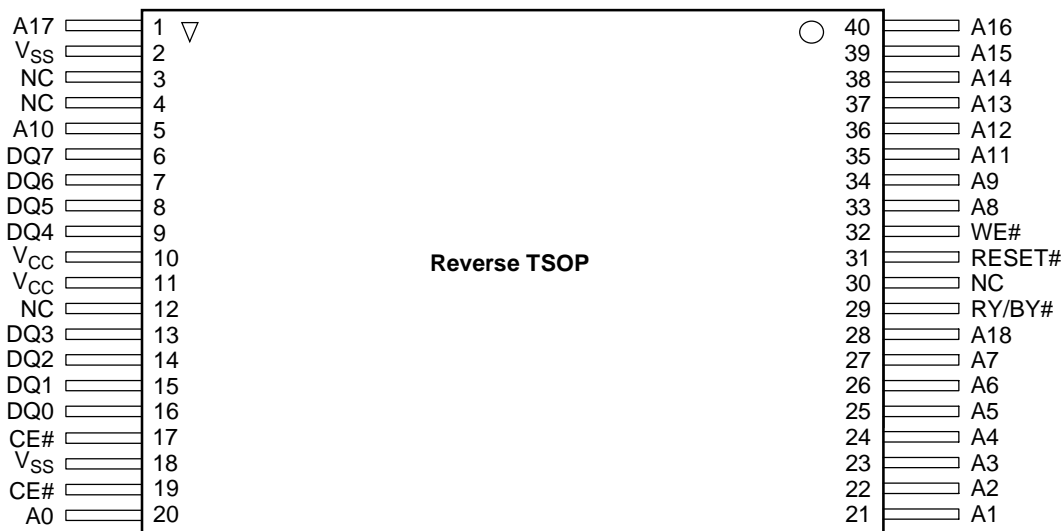 A17 1 40 A16
VSS 2 39 A15
NC 3 38 A14
NC 4 37 A13
A10 5 36 A12
DQ7 6 35 A11
DQ6 7 34 A9
DQ5 8 33 A8
DQ4 9 32 WE#
VCC 10 Reverse TSOP 31 RESET#
VCC 11 30 NC
NC 12 29 RY/BY#
DQ3 13 28 A18
DQ2 14 27 A7
DQ1 15 26 A6
DQ0 16 25 A5
CE# 17 24 A4
VSS 18 23 A3
CE# 19 22 A2
A0 20 21 A1